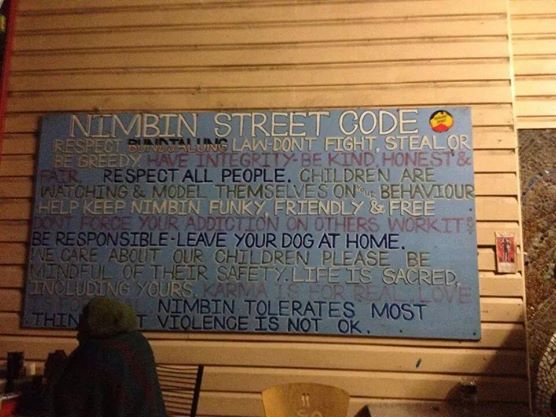 NIMBIN STREET CODE
RESPECT BUNDJALUNG LAW-DONT FIGHT, STEAL OR
BE GREEDY. HAVE INTEGRITY-BE KIND, HONEST &
FAIR. RESPECT ALL PEOPLE. CHILDREN ARE
WATCHING & MODEL THEMSELVES ON our BEHAVIOUR
HELP KEEP NIMBIN FUNKY, FRIENDLY & FREE
DONT FORCE YOUR ADDICTION ON OTHERS WORK IT
BE RESPONSIBLE-LEAVE YOUR DOG AT HOME.
WE CARE ABOUT OUR CHILDREN PLEASE BE
MINDFUL OF THEIR SAFETY. LIFE IS SACRED,
INCLUDING YOURS. KARMA IS FOR REAL. LOVE
NIMBIN TOLERATES MOST
VIOLENCE IS NOT OK.